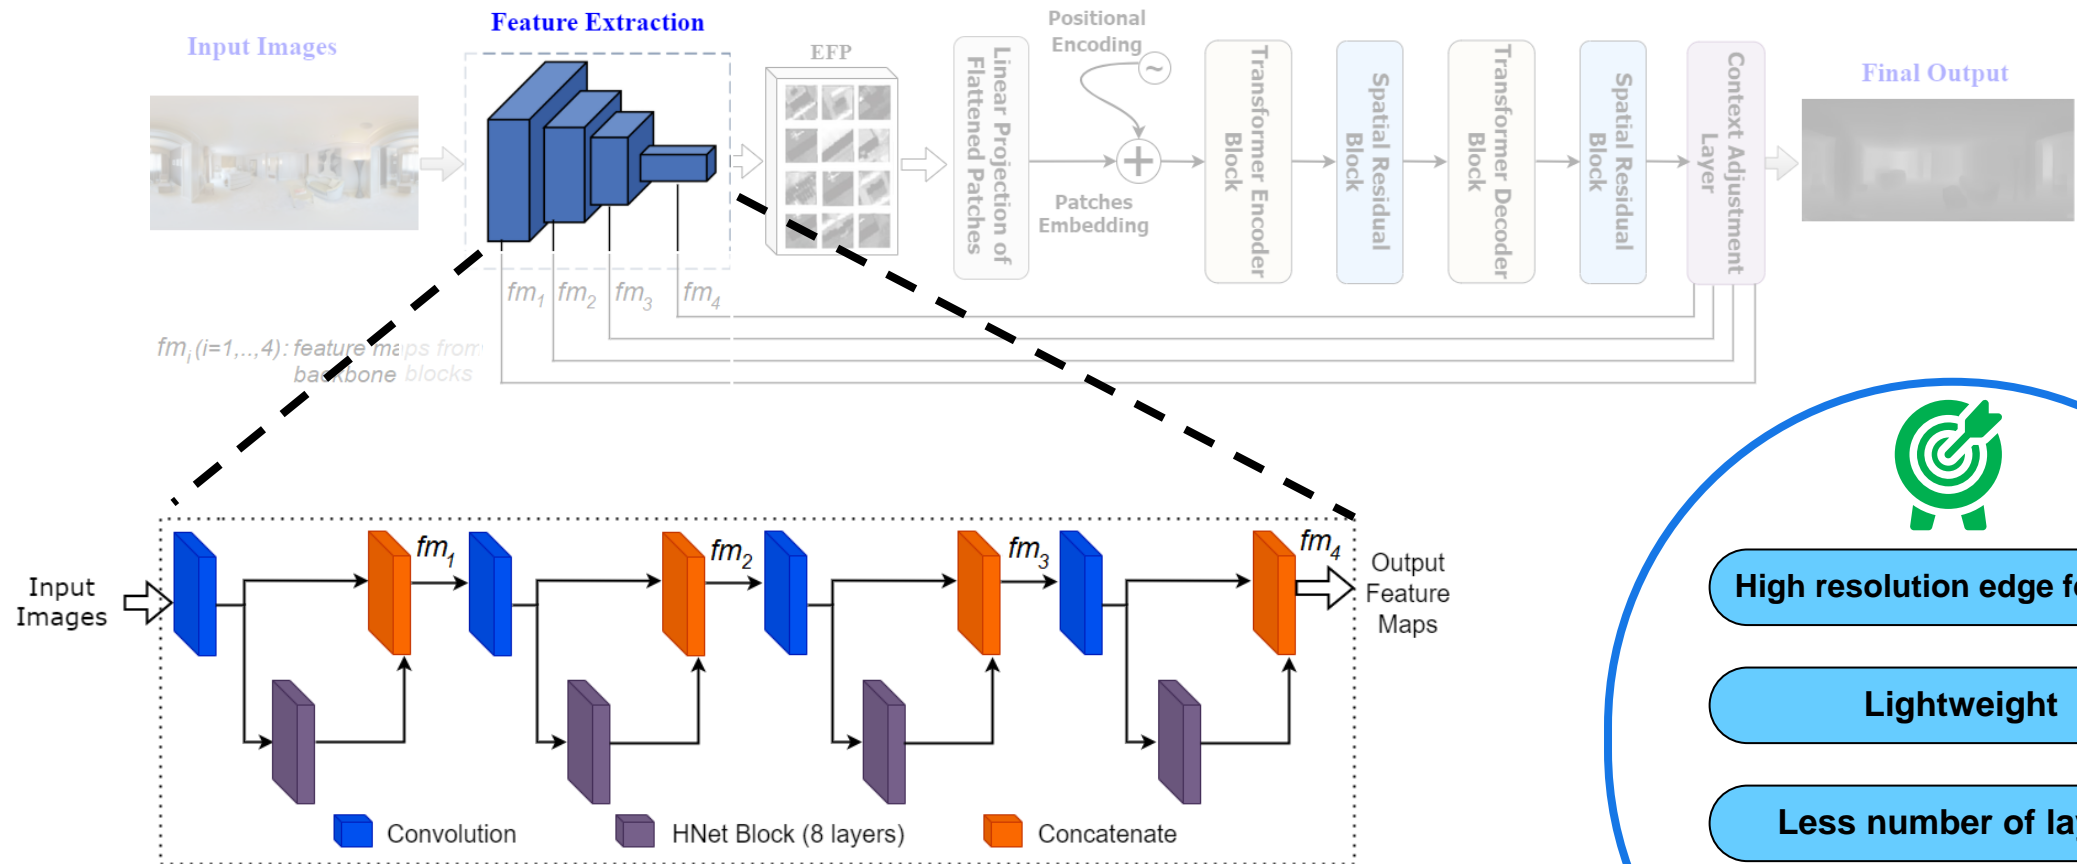 Feature Extraction
Input Images
EFP
Linear Projection of
Flattened Patches
Positional
Encoding
~
+
Patches
Embedding
Transformer Encoder
Block
Spatial Residual
Block
Transformer Decoder
Block
Spatial Residual
Block
Context Adjustment
Layer
Final Output
fm1
fm2
fm3
fm4
fmi(i=1,..,4): feature maps from
backbone blocks
Input
Images
fm1
fm2
fm3
fm4
Output
Feature
Maps
Convolution
HNet Block (8 layers)
Concatenate
High resolution edge
Lightweight
Less number of